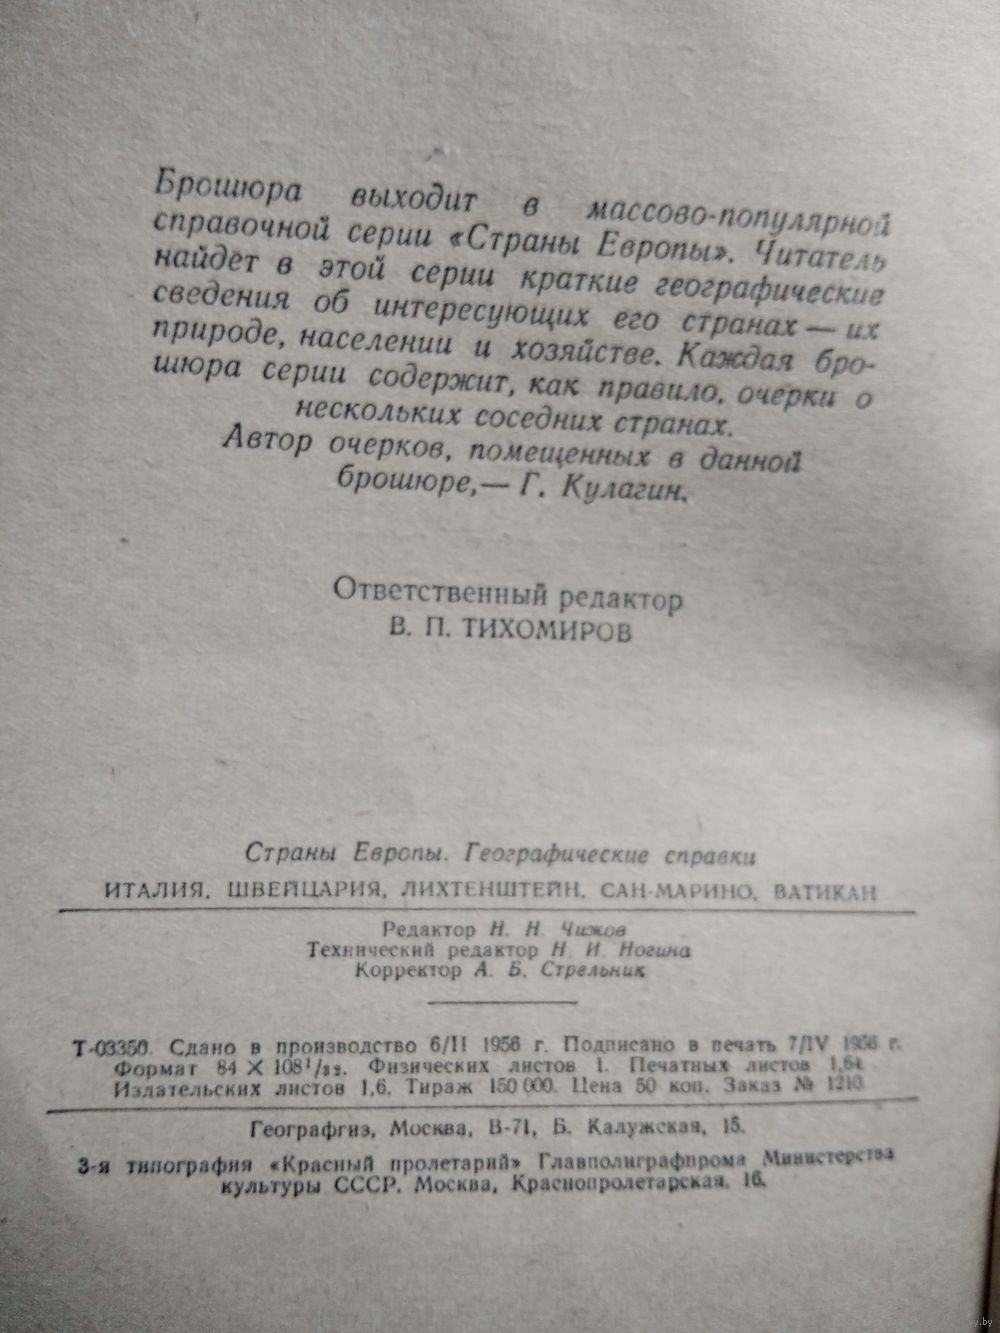 Брошюра выходит в массово-популярной
справочной серии «Страны Европы». Читатель
найдет в этой серии краткие географические
сведения об интересующих его странах — их
природе, населении и хозяйстве. Каждая бро-
шюра серии содержит, как правило, очерки о
нескольких соседних странах.
Автор очерков, помещенных в данной
брошюре,— Г. Кулагин.
Ответственный редактор
В. П. ТИХОМИРОВ
Страны Европы. Географические справки
ИТАЛИЯ, ШВЕЙЦАРИЯ, ЛИХТЕНШТЕЙН, САН-МАРИНО, ВАТИКАН
Редактор Н. Н. Чижов
Технический редактор Н. И. Ногина
Корректор А. Б. Стрельник
Т-03350. Сдано в производство 6/II 1956 г. Подписано в печать 7/IV 1956 г.
Формат 84 × 108¹/₃₂. Физических листов 1. Печатных листов 1,64.
Издательских листов 1,6. Тираж 150 000. Цена 50 коп. Заказ № 1210.
Географгиз, Москва, В-71, Б. Калужская, 15.
3-я типография «Красный пролетарий» Главполиграфпрома Министерства
культуры СССР. Москва, Краснопролетарская, 16.